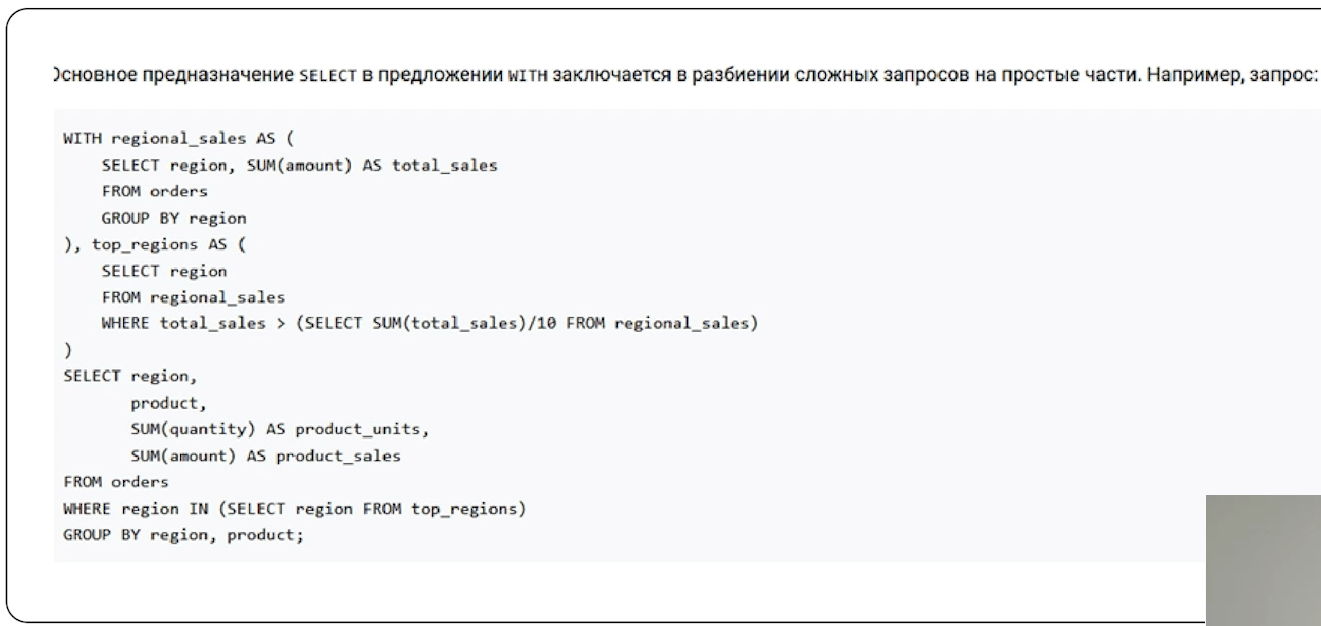 Основное предназначение SELECT в предложении WITH заключается в разбиении сложных запросов на простые части. Например, запрос:
WITH regional_sales AS (
    SELECT region, SUM(amount) AS total_sales
    FROM orders
    GROUP BY region
), top_regions AS (
    SELECT region
    FROM regional_sales
    WHERE total_sales > (SELECT SUM(total_sales)/10 FROM regional_sales)
)
SELECT region,
       product,
       SUM(quantity) AS product_units,
       SUM(amount) AS product_sales
FROM orders
WHERE region IN (SELECT region FROM top_regions)
GROUP BY region, product;